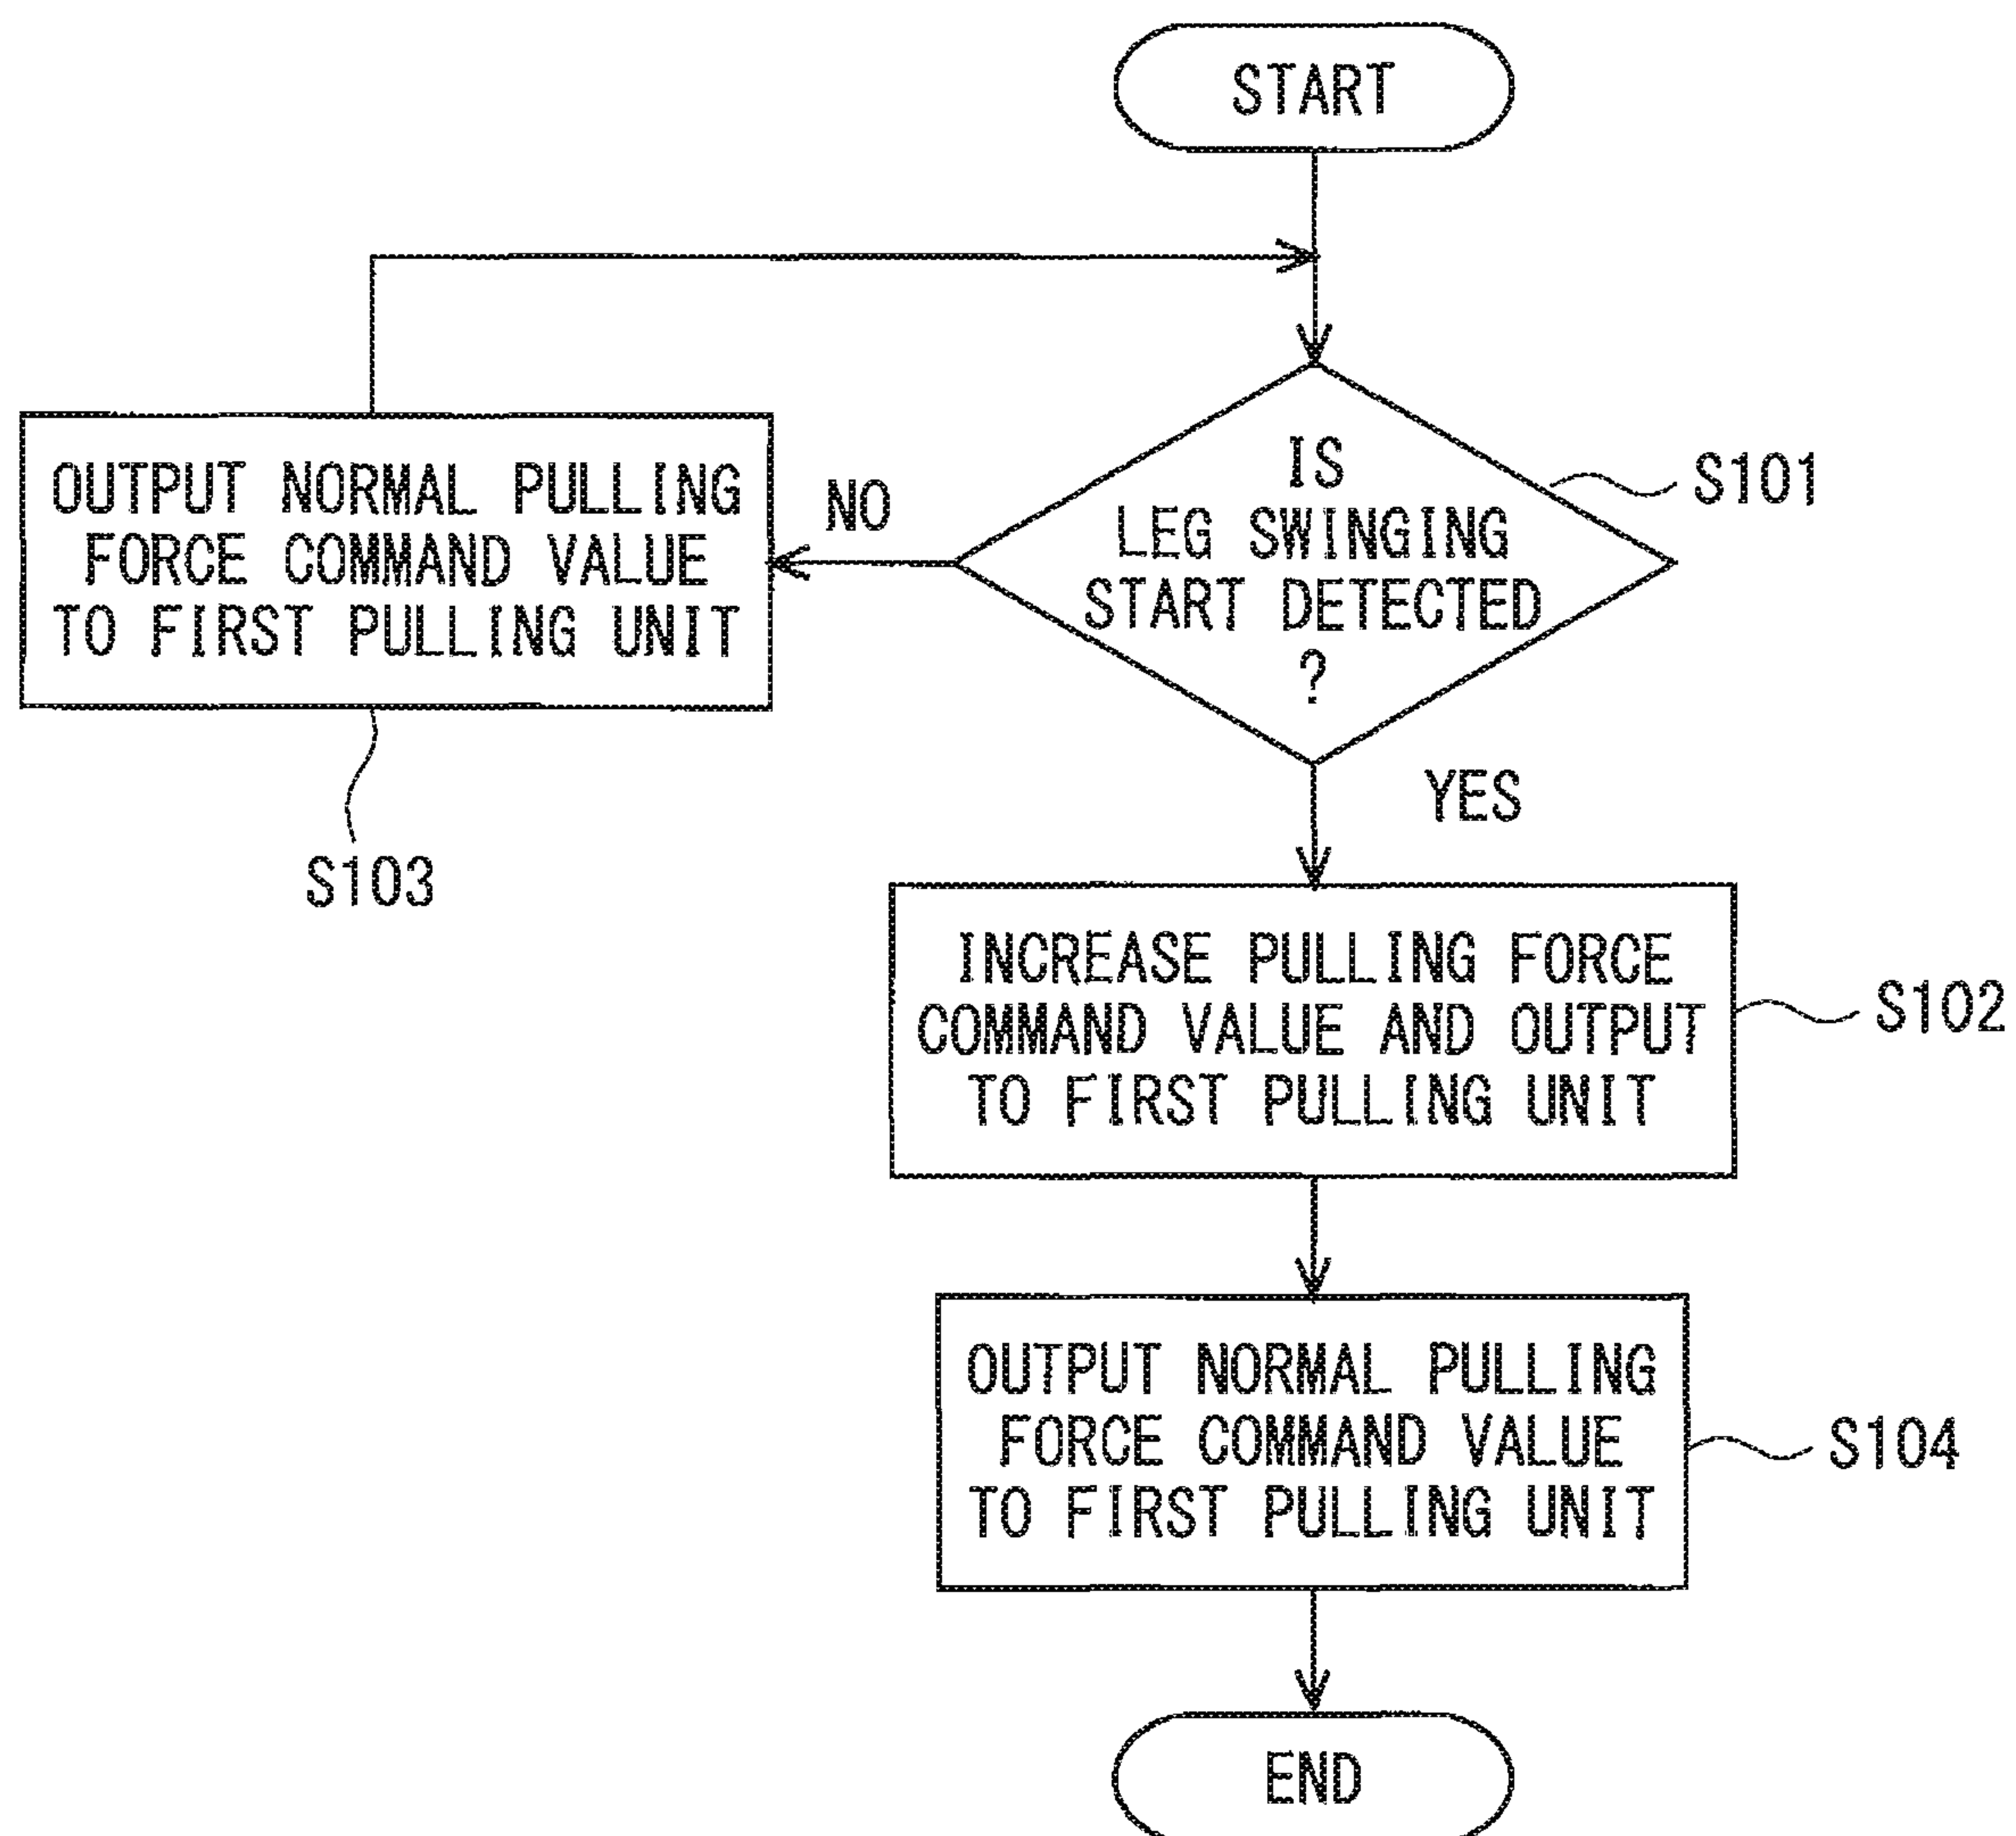 START
IS
LEG SWINGING
START DETECTED
?
S101
NO
OUTPUT NORMAL PULLING
FORCE COMMAND VALUE
TO FIRST PULLING UNIT
S103
YES
INCREASE PULLING FORCE
COMMAND VALUE AND OUTPUT
TO FIRST PULLING UNIT
S102
OUTPUT NORMAL PULLING
FORCE COMMAND VALUE
TO FIRST PULLING UNIT
S104
END